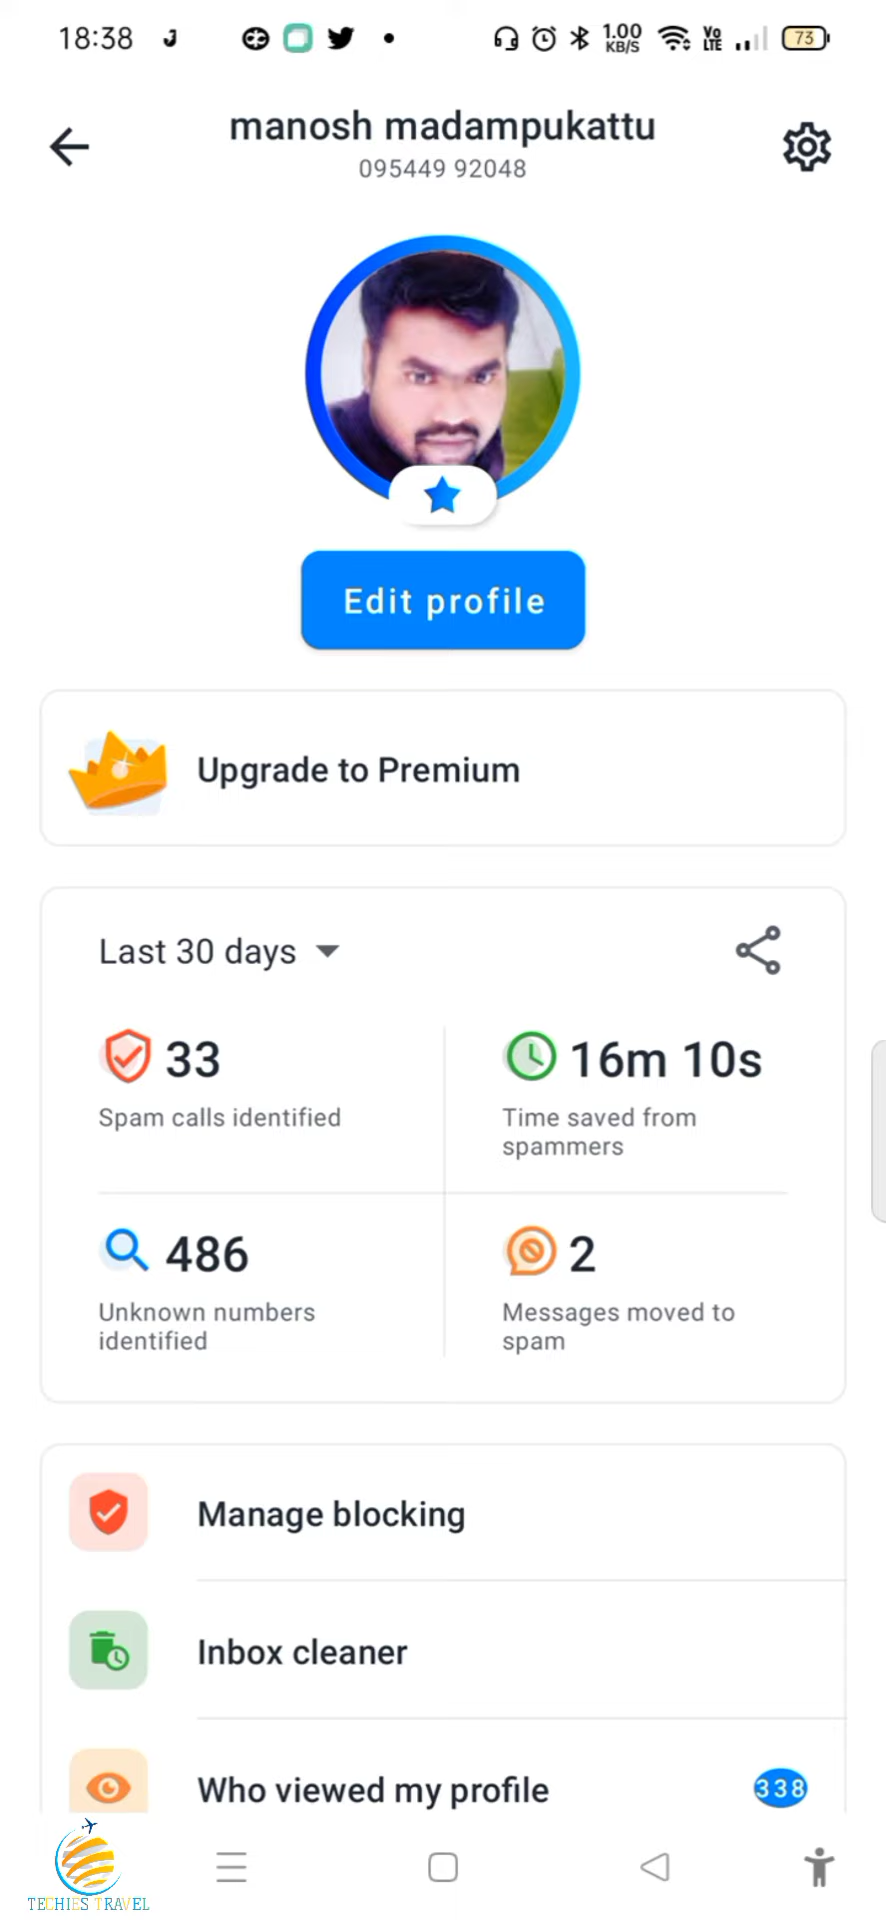 18:38
1.00
KB/S
Vo
LTE
73
manosh madampukattu
095449 92048
Edit profile
Upgrade to Premium
Last 30 days
33
Spam calls identified
16m 10s
Time saved from
spammers
486
Unknown numbers
identified
2
Messages moved to
spam
Manage blocking
Inbox cleaner
Who viewed my profile
338
TECHIES TRAVEL